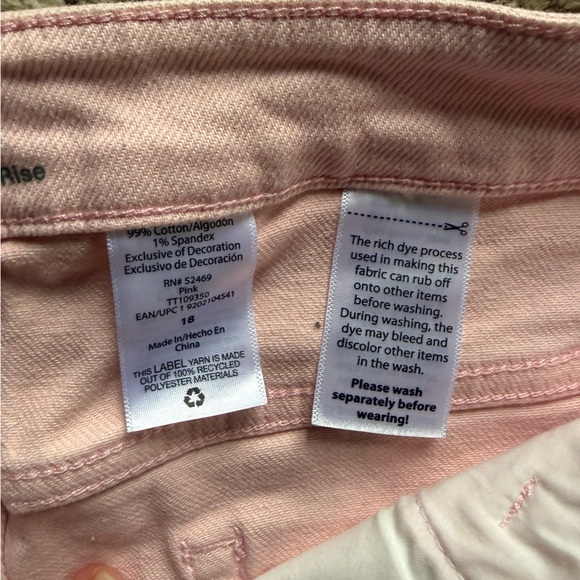 Rise
99% Cotton/Algodón
1% Spandex
Exclusive of Decoration
Exclusivo de Decoración
RN# 52469
Pink
TT109350
EAN/UPC 1 9202104541
18
Made In/Hecho En
China
THIS LABEL YARN IS MADE
OUT OF 100% RECYCLED
POLYESTER MATERIALS
The rich dye process
used in making this
fabric can rub off
onto other items
before washing.
During washing, the
dye may bleed and
discolor other items
in the wash.
Please wash
separately before
wearing!